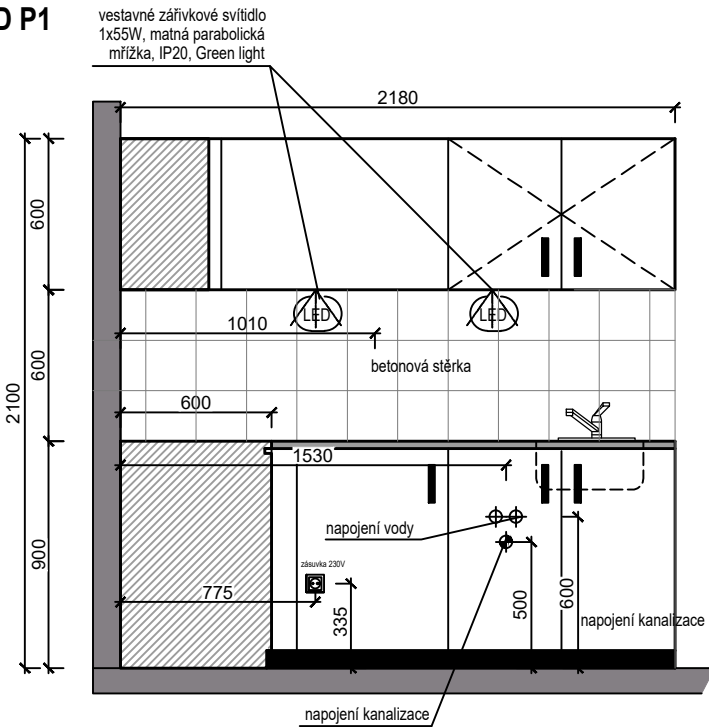 D P1
vestavné zářivkové svítidlo
1x55W, matná parabolická
mřížka, IP20, Green light
2180
600
LED
LED
1010
600
betonová stěrka
2100
600
1530
900
napojení vody
zásuvka 230V
775
335
500
600
napojení kanalizace
napojení kanalizace